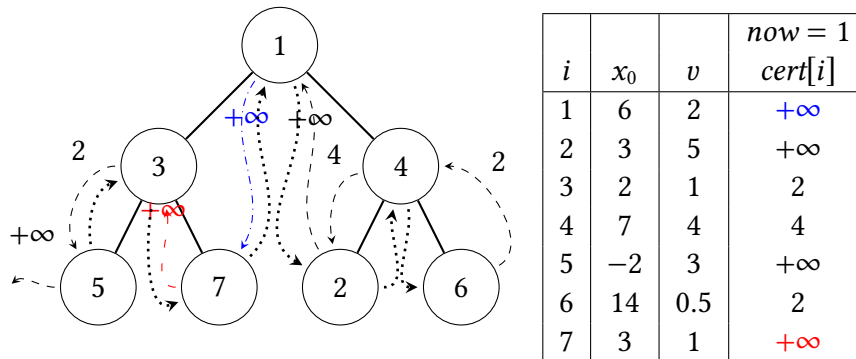 1
+∞ +∞
2 3 4 4 2
+∞
+∞ 5 7 2 6
now = 1
i x₀ v cert[i]
1 6 2 +∞
2 3 5 +∞
3 2 1 2
4 7 4 4
5 −2 3 +∞
6 14 0.5 2
7 3 1 +∞